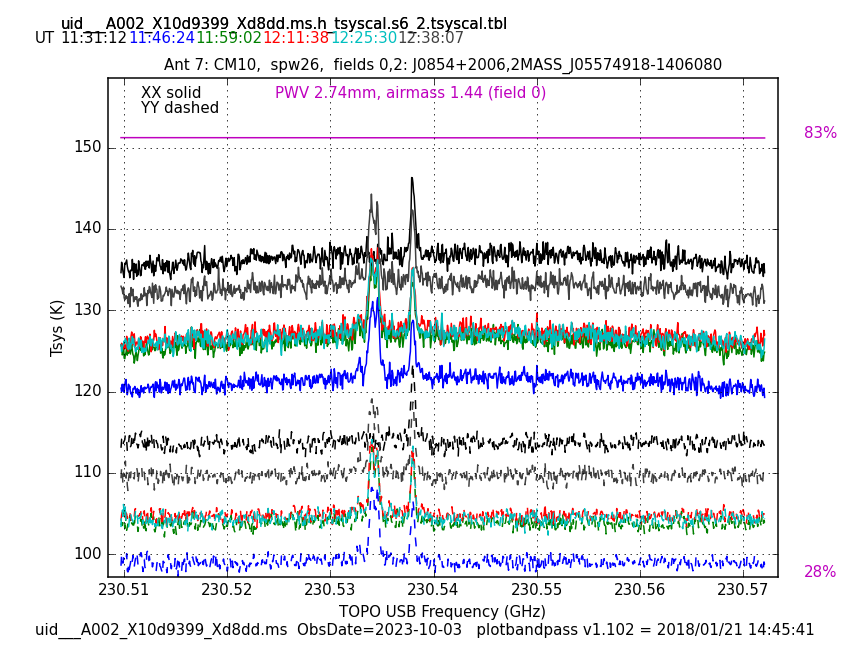 uid___A002_X10d9399_Xd8dd.ms.h_tsyscal.s6_2.tsyscal.tbl
UT 11:31:12 11:46:24 11:59:02 12:11:38 12:25:30 12:38:07
Ant 7: CM10,  spw26,  fields 0,2: J0854+2006,2MASS_J05574918-1406080
XX solid
PWV 2.74mm, airmass 1.44 (field 0)
YY dashed
83%
150
140
130
120
110
100
Tsys (K)
28%
230.51 230.52 230.53 230.54 230.55 230.56 230.57
TOPO USB Frequency (GHz)
uid___A002_X10d9399_Xd8dd.ms  ObsDate=2023-10-03   plotbandpass v1.102 = 2018/01/21 14:45:41